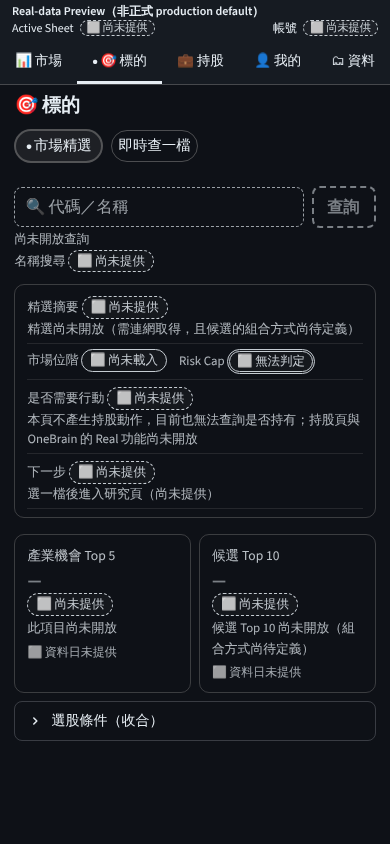 Real-data Preview（非正式 production default）
Active Sheet ⬜ 尚未提供 帳號 ⬜ 尚未提供
📊 市場 • 🎯 標的 💼 持股 👤 我的 🗂 資料
🎯 標的
• 市場精選 即時查一檔
🔍 代碼／名稱 查詢
尚未開放查詢
名稱搜尋 ⬜ 尚未提供
精選摘要 ⬜ 尚未提供
精選尚未開放（需連網取得，且候選的組合方式尚待定義）
市場位階 ⬜ 尚未載入 Risk Cap ⬜ 無法判定
是否需要行動 ⬜ 尚未提供
本頁不產生持股動作，目前也無法查詢是否持有；持股頁與
OneBrain 的 Real 功能尚未開放
下一步 ⬜ 尚未提供
選一檔後進入研究頁（尚未提供）
產業機會 Top 5
—
⬜ 尚未提供
此項目尚未開放
⬜ 資料日未提供
候選 Top 10
—
⬜ 尚未提供
候選 Top 10 尚未開放（組
合方式尚待定義）
⬜ 資料日未提供
› 選股條件（收合）